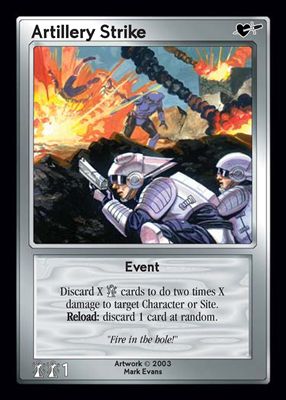 Artillery Strike
Event
Discard X cards to do two times X
damage to target Character or Site.
Reload: discard 1 card at random.
"Fire in the hole!"
1
Artwork © 2003
Mark Evans